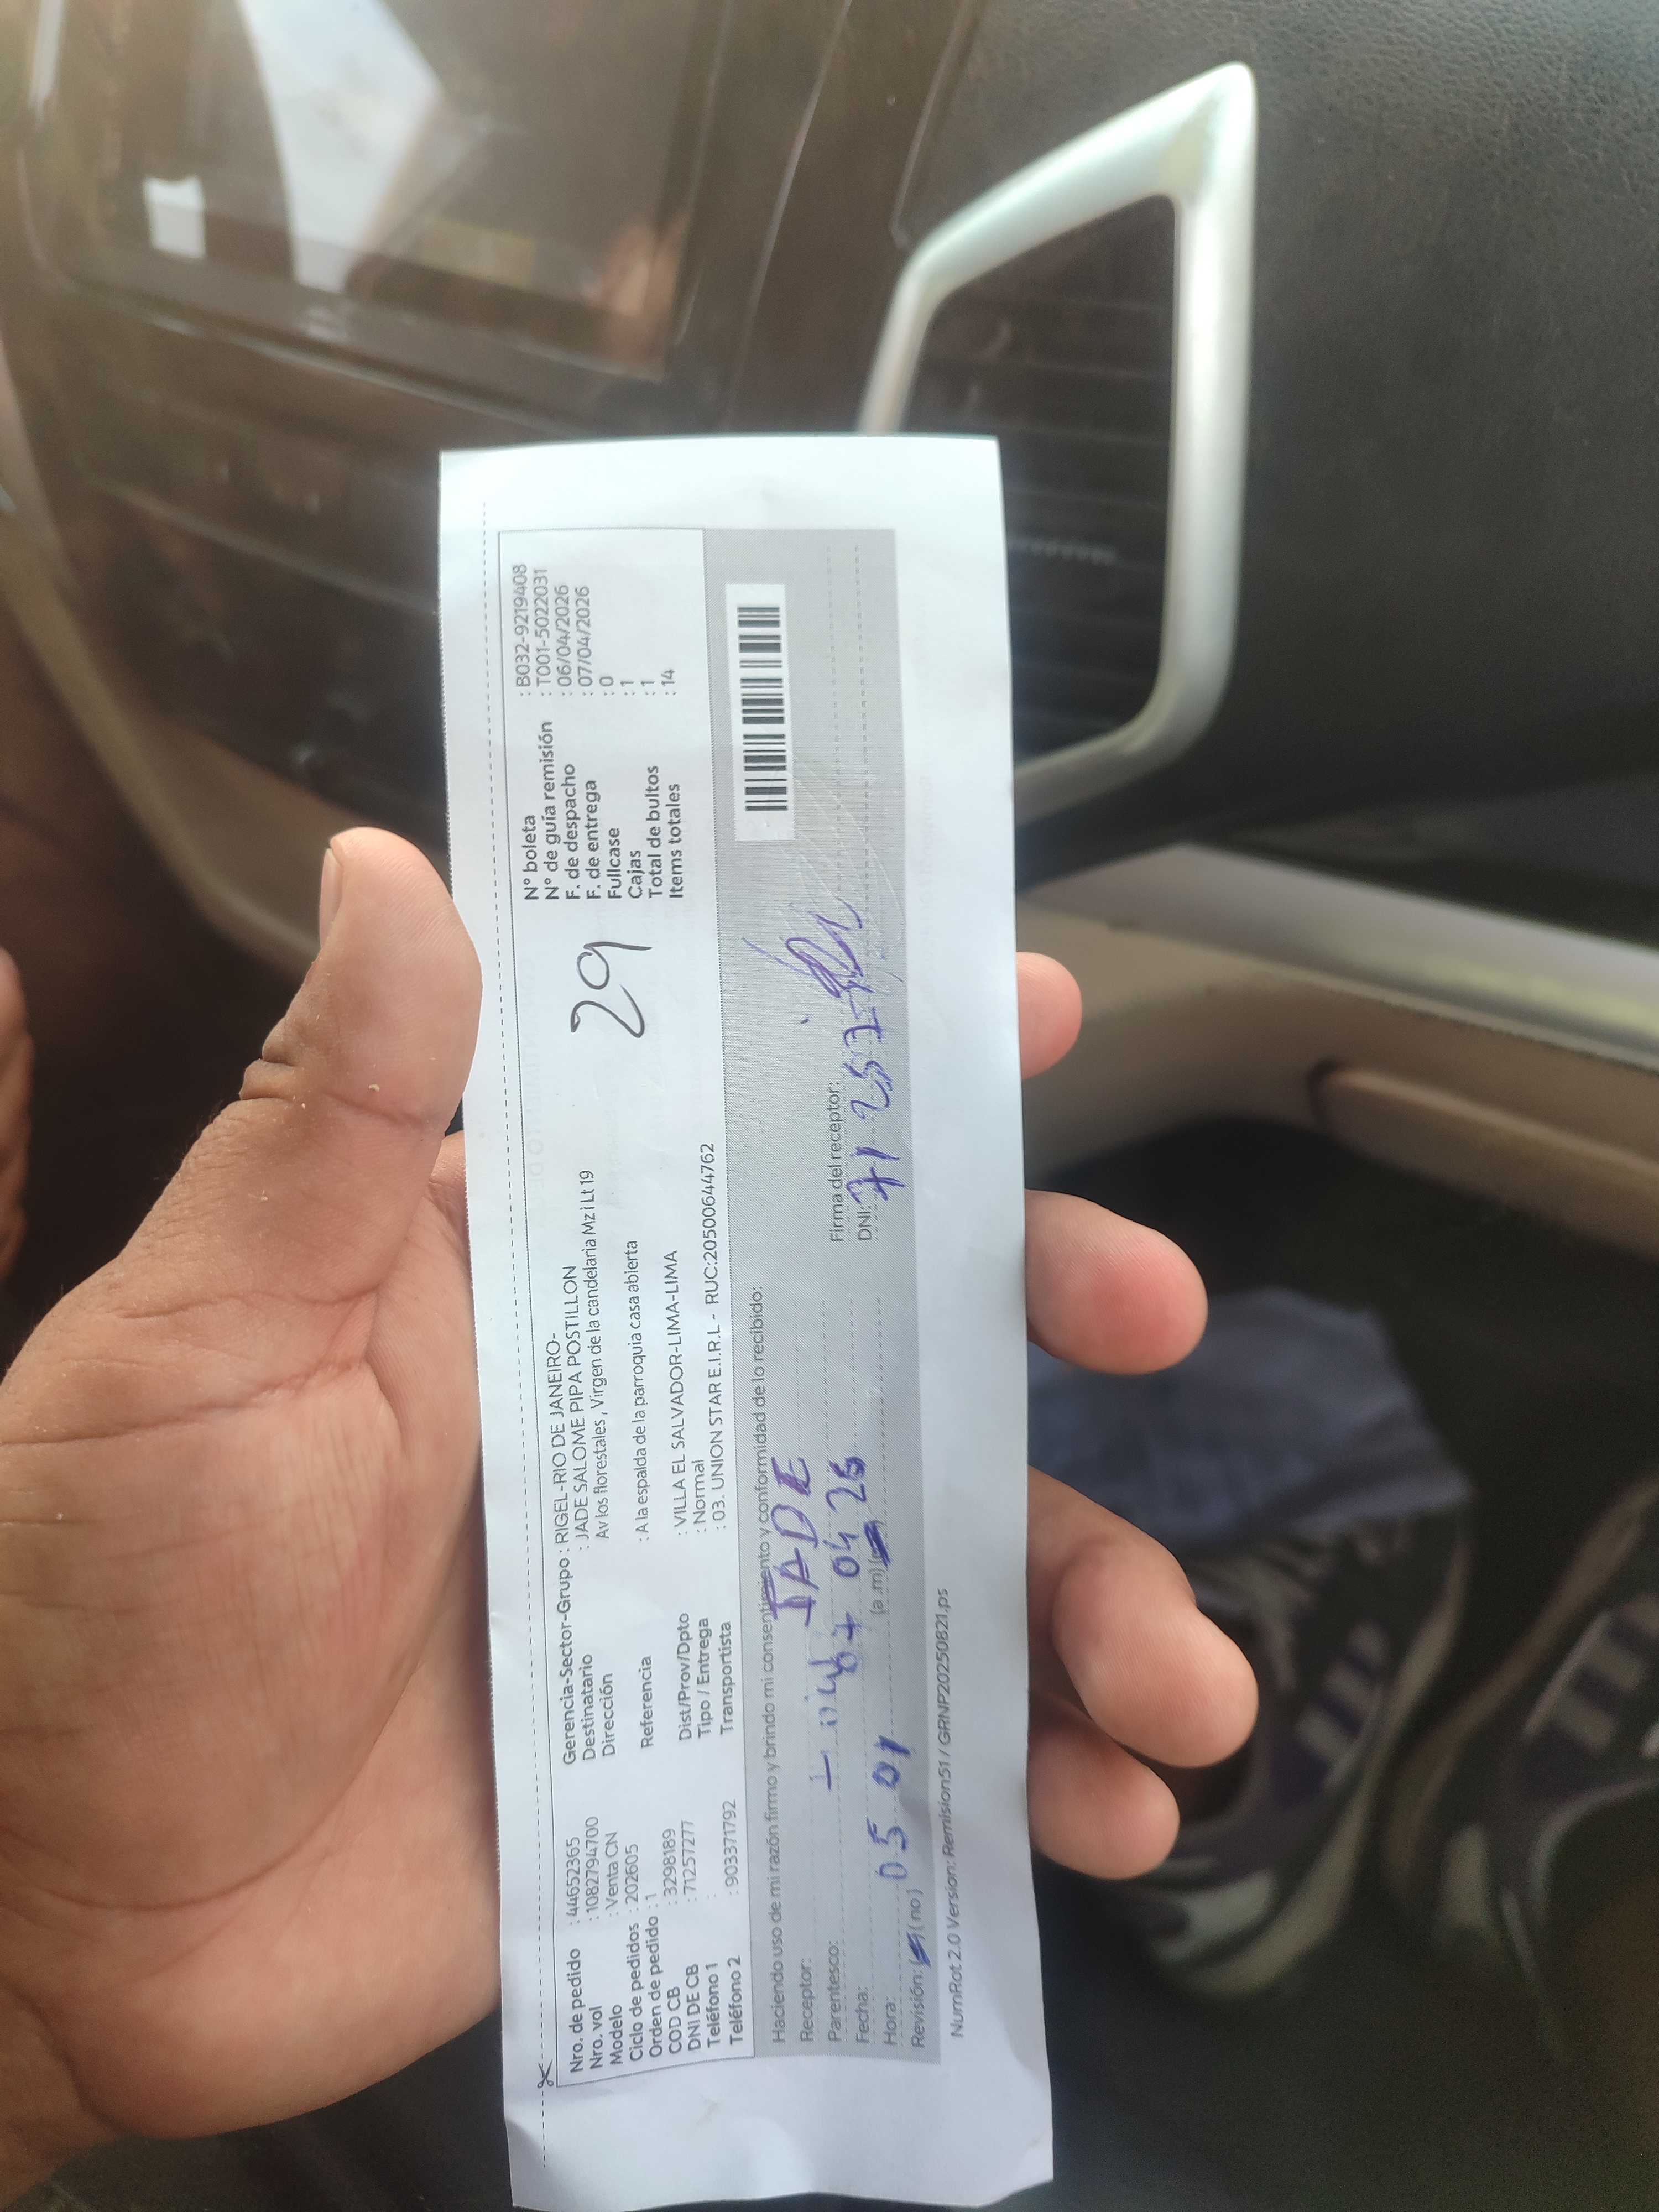 Nro. de pedido : 44652365
Nro. vol : 1082794700
Modelo : Venta CN
Ciclo de pedidos : 202605
Orden de pedido : 1
COD CB : 3298189
DNI DE CB : 71257277
Teléfono 1 :
Teléfono 2 : 903371792
Gerencia-Sector-Grupo : RIGEL-RIO DE JANEIRO-
Destinatario : JADE SALOME PIPA POSTILLON
Dirección : Av los florestales , Virgen de la candelaria Mz i Lt 19
Referencia : A la espalda de la parroquia casa abierta
Dist/Prov/Dpto : VILLA EL SALVADOR-LIMA-LIMA
Tipo / Entrega : Normal
Transportista : 03. UNION STAR E.I.R.L - RUC:20500644762
29
N° boleta : B032-9219408
N° de guía remisión : T001-5022031
F. de despacho : 06/04/2026
F. de entrega : 07/04/2026
Fullcase : 0
Cajas : 1
Total de bultos : 1
Items totales : 14
Haciendo uso de mi razón firmo y brindo mi consentimiento y conformidad de lo recibido:
Receptor: JADE
Parentesco:
Fecha: 07 04 26
Hora: 05 01 (a.m)
Revisión: (no)
Firma del receptor:
DNI: 71257
NumRot 2.0 Version: Remision51 / GRNP20250821.ps